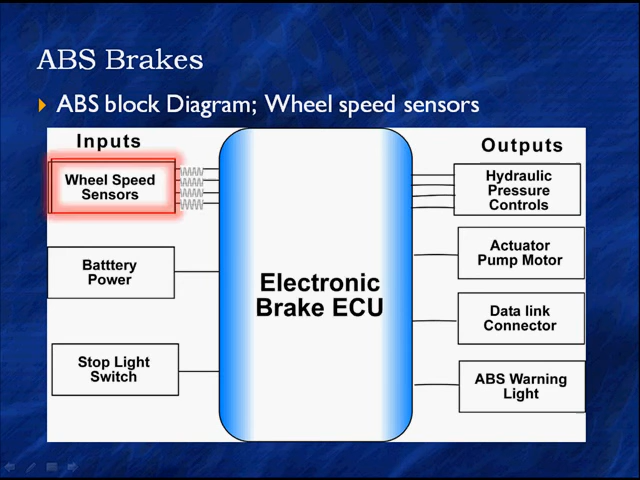 ABS Brakes
ABS block Diagram; Wheel speed sensors
Inputs
Outputs
Wheel Speed
Sensors
Batttery
Power
Stop Light
Switch
Electronic
Brake ECU
Hydraulic
Pressure
Controls
Actuator
Pump Motor
Data link
Connector
ABS Warning
Light